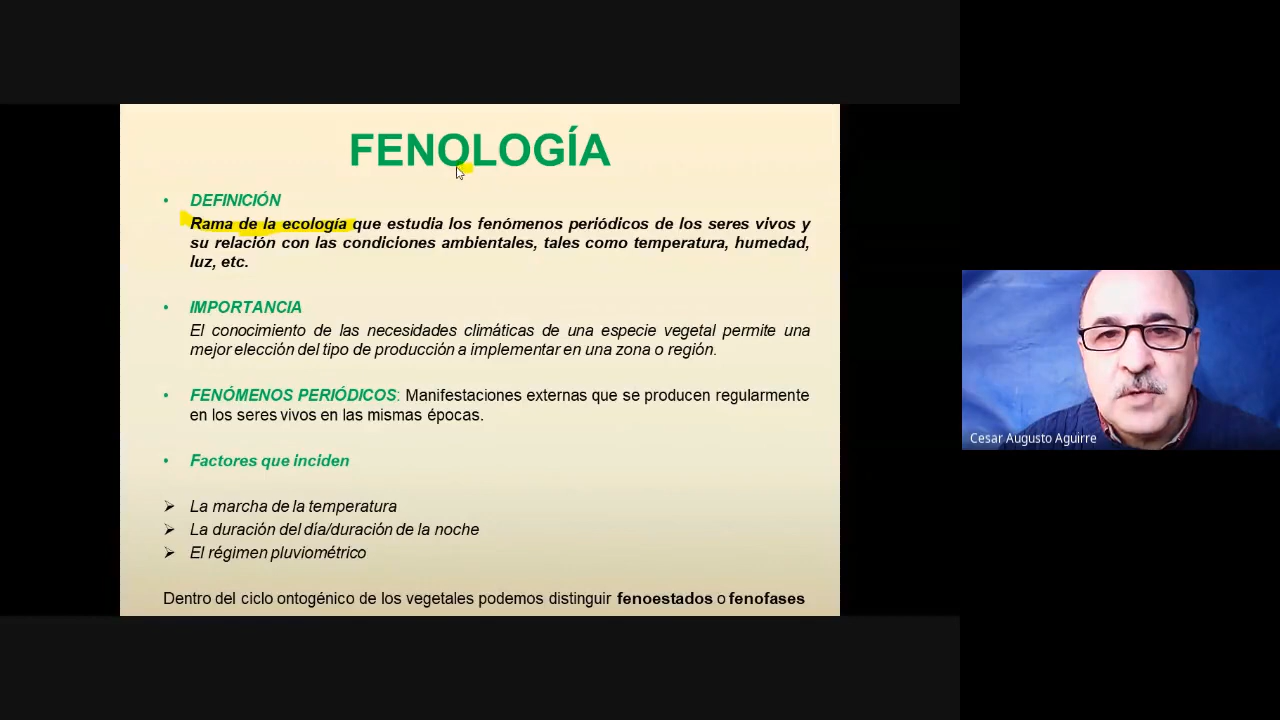 FENOLOGÍA
• DEFINICIÓN
Rama de la ecología que estudia los fenómenos periódicos de los seres vivos y
su relación con las condiciones ambientales, tales como temperatura, humedad,
luz, etc.
• IMPORTANCIA
El conocimiento de las necesidades climáticas de una especie vegetal permite una
mejor elección del tipo de producción a implementar en una zona o región.
• FENÓMENOS PERIÓDICOS: Manifestaciones externas que se producen regularmente
en los seres vivos en las mismas épocas.
• Factores que inciden
➢ La marcha de la temperatura
➢ La duración del día/duración de la noche
➢ El régimen pluviométrico
Dentro del ciclo ontogénico de los vegetales podemos distinguir fenoestados o fenofases
Cesar Augusto Aguirre